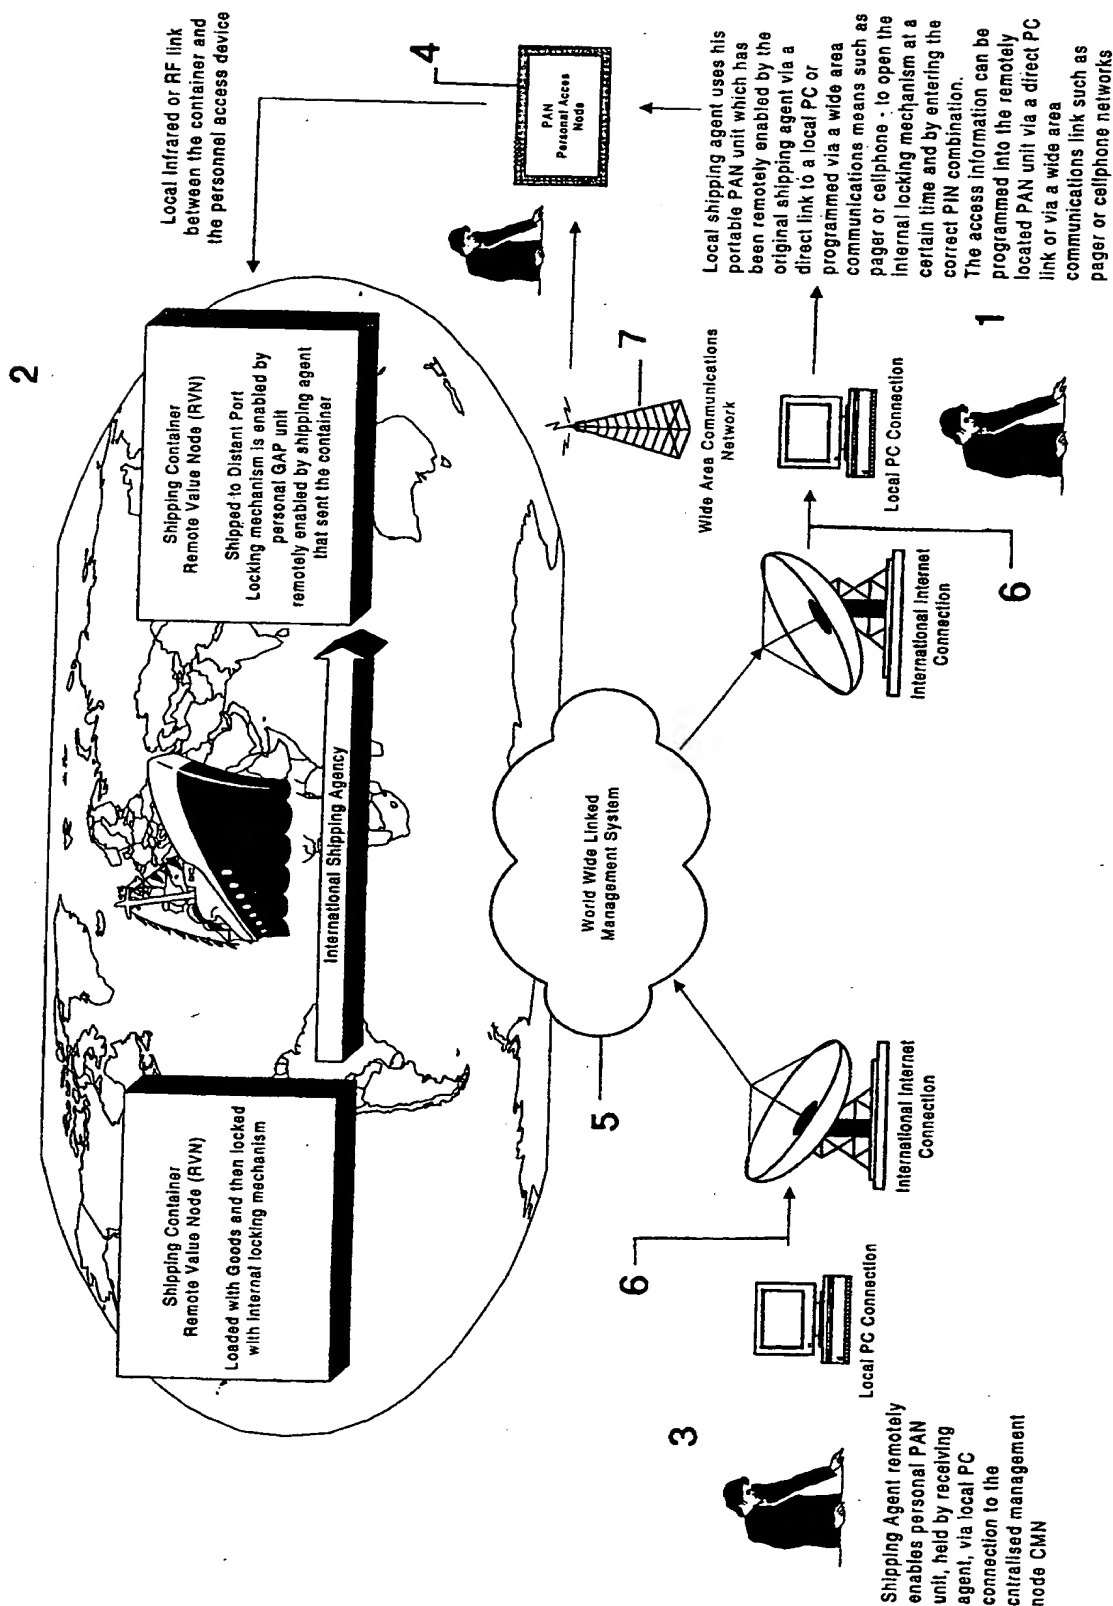 2
Shipping Container
Remote Value Node (RVN)
Loaded with Goods and then locked
with internal locking mechanism
International Shipping Agency
Shipping Container
Remote Value Node (RVN)
Shipped to Distant Port
Locking mechanism is enabled by
personal GAP unit
remotely enabled by shipping agent
that sent the container
Local Infrared or RF link
between the container and
the personnel access device
4
PAN
Personal Acces
Node
5
World Wide Linked
Management System
7
Wide Area Communications
Network
3
Shipping Agent remotely
enables personal PAN
unit, held by receiving
agent, via local PC
connection to the
cntralised management
node CMN
Local PC Connection
6
International Internet
Connection
International Internet
Connection
6
Local PC Connection
1
Local shipping agent uses his
portable PAN unit which has
been remotely enabled by the
original shipping agent via a
direct link to a local PC or
programmed via a wide area
communications means such as
pager or cellphone - to open the
internal locking mechanism at a
certain time and by entering the
correct PIN combination.
The access information can be
programmed into the remotely
located PAN unit via a direct PC
link or via a wide area
communications link such as
pager or cellphone networks